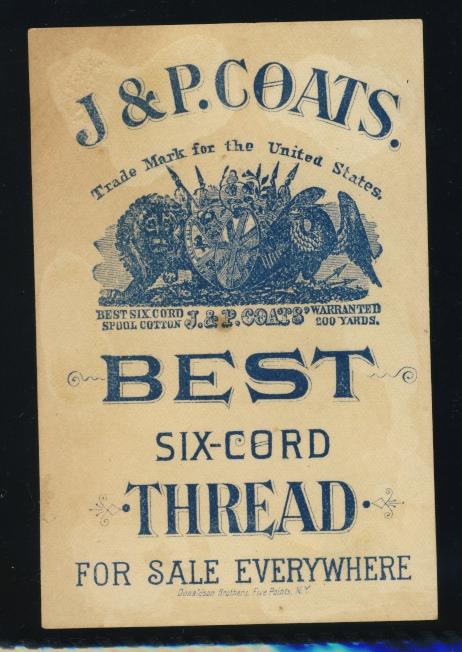 J & P. COATS.
Trade Mark for the United States.
BEST SIX CORD J. & P. COATS' WARRANTED
SPOOL COTTON 200 YARDS.
BEST
SIX-CORD
THREAD
FOR SALE EVERYWHERE
Donaldson Brothers, Five Points, N.Y.